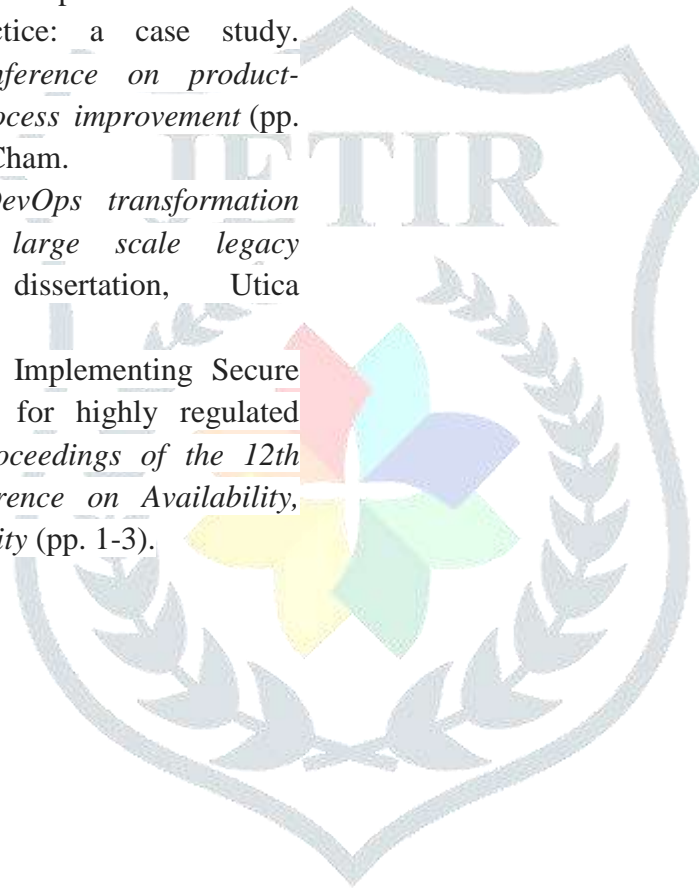 ctice: a case study.
nference on product-
ocess improvement (pp.
Cham.
JETIR
DevOps transformation
large scale legacy
dissertation, Utica
Implementing Secure
for highly regulated
oceedings of the 12th
rence on Availability,
ity (pp. 1-3).